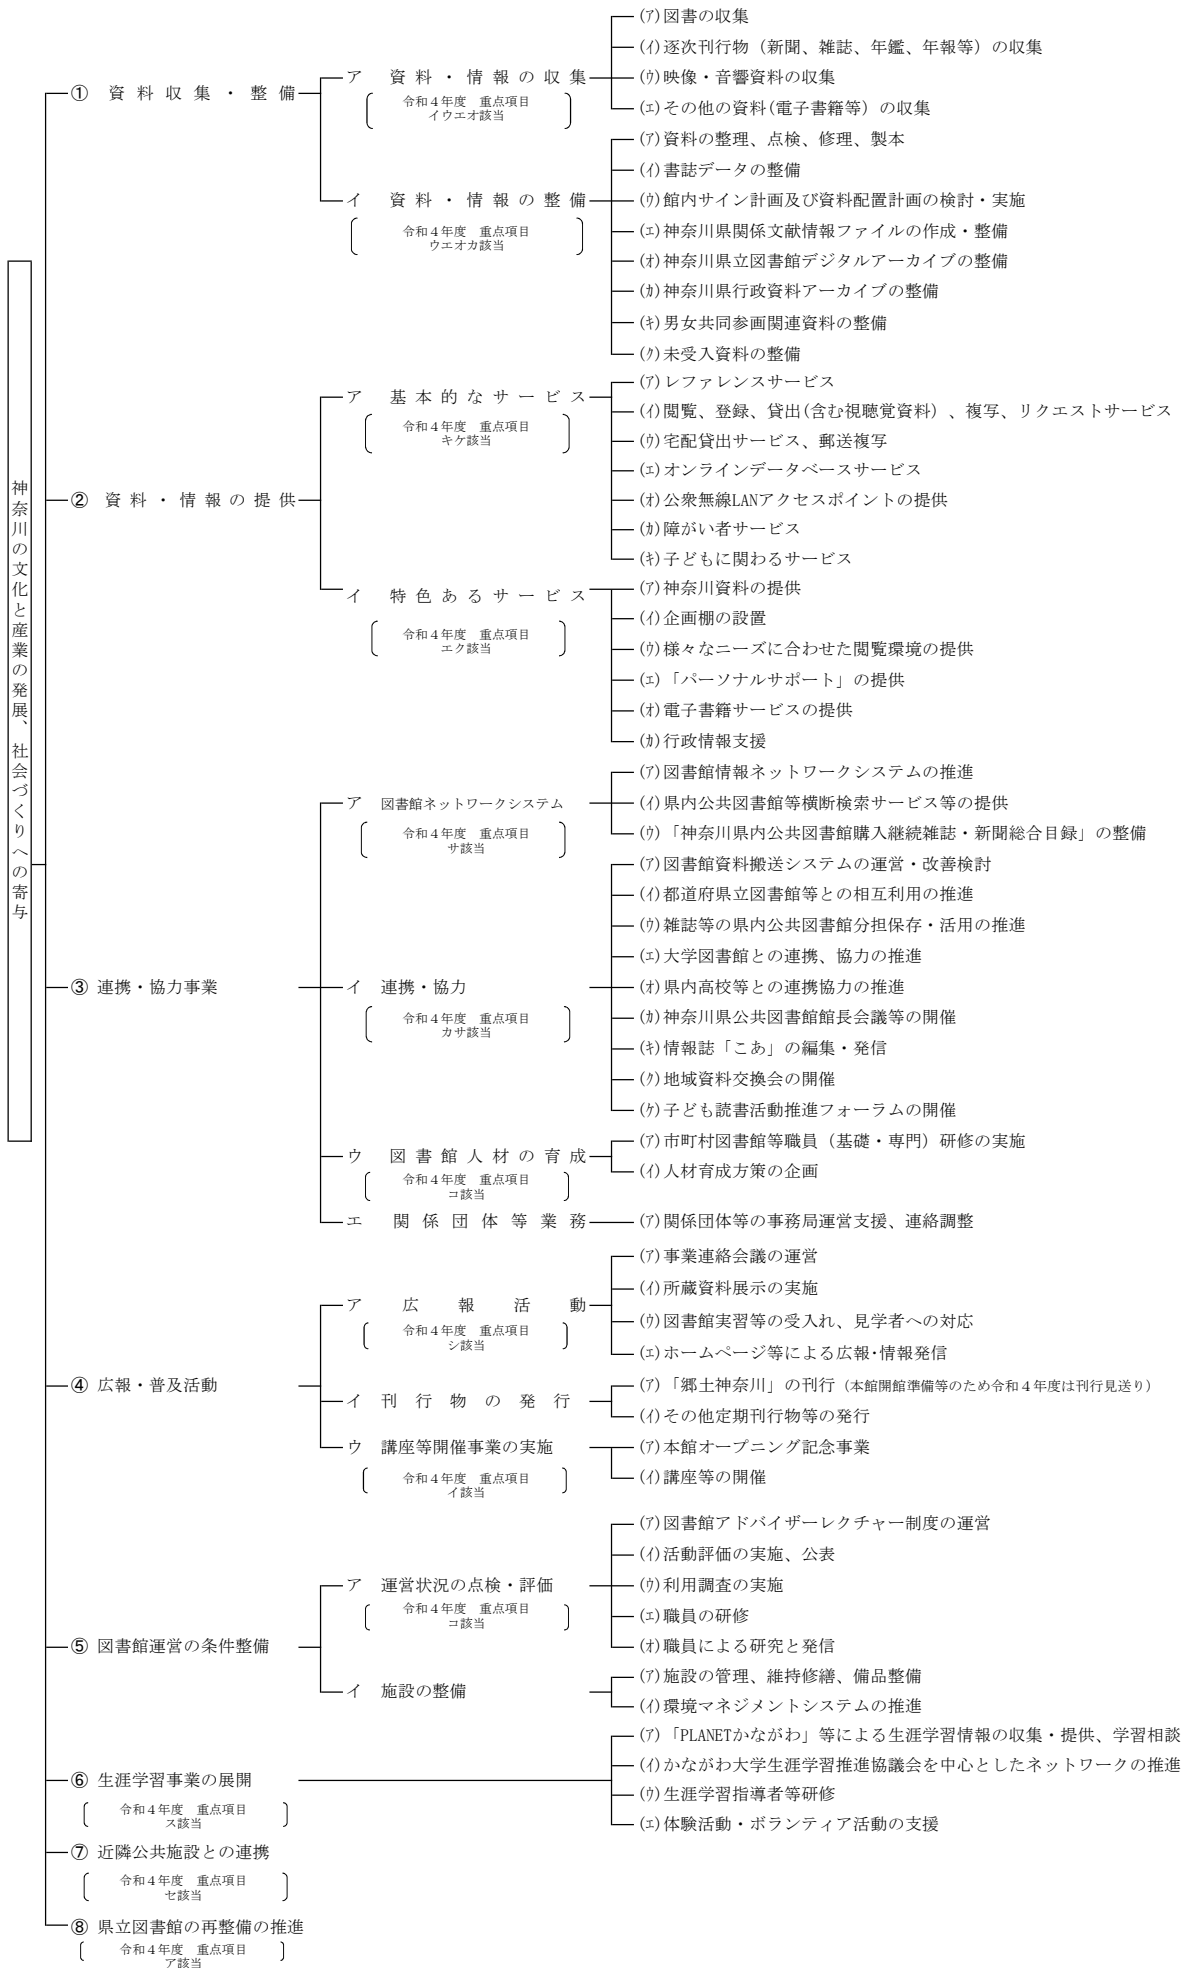 神奈川の文化と産業の発展、社会づくりへの寄与
① 資料収集・整備
ア 資料・情報の収集
令和４年度 重点項目
イウエオ該当
(ｱ)図書の収集
(ｲ)逐次刊行物（新聞、雑誌、年鑑、年報等）の収集
(ｳ)映像・音響資料の収集
(ｴ)その他の資料(電子書籍等）の収集
イ 資料・情報の整備
令和４年度 重点項目
ウエオカ該当
(ｱ)資料の整理、点検、修理、製本
(ｲ)書誌データの整備
(ｳ)館内サイン計画及び資料配置計画の検討・実施
(ｴ)神奈川県関係文献情報ファイルの作成・整備
(ｵ)神奈川県立図書館デジタルアーカイブの整備
(ｶ)神奈川県行政資料アーカイブの整備
(ｷ)男女共同参画関連資料の整備
(ｸ)未受入資料の整備
② 資料・情報の提供
ア 基本的なサービス
令和４年度 重点項目
キケ該当
(ｱ)レファレンスサービス
(ｲ)閲覧、登録、貸出(含む視聴覚資料）、複写、リクエストサービス
(ｳ)宅配貸出サービス、郵送複写
(ｴ)オンラインデータベースサービス
(ｵ)公衆無線LANアクセスポイントの提供
(ｶ)障がい者サービス
(ｷ)子どもに関わるサービス
イ 特色あるサービス
令和４年度 重点項目
エク該当
(ｱ)神奈川資料の提供
(ｲ)企画棚の設置
(ｳ)様々なニーズに合わせた閲覧環境の提供
(ｴ)「パーソナルサポート」の提供
(ｵ)電子書籍サービスの提供
(ｶ)行政情報支援
③ 連携・協力事業
ア 図書館ネットワークシステム
令和４年度 重点項目
サ該当
(ｱ)図書館情報ネットワークシステムの推進
(ｲ)県内公共図書館等横断検索サービス等の提供
(ｳ)「神奈川県内公共図書館購入継続雑誌・新聞総合目録」の整備
イ 連携・協力
令和４年度 重点項目
カサ該当
(ｱ)図書館資料搬送システムの運営・改善検討
(ｲ)都道府県立図書館等との相互利用の推進
(ｳ)雑誌等の県内公共図書館分担保存・活用の推進
(ｴ)大学図書館との連携、協力の推進
(ｵ)県内高校等との連携協力の推進
(ｶ)神奈川県公共図書館館長会議等の開催
(ｷ)情報誌「こあ」の編集・発信
(ｸ)地域資料交換会の開催
(ｹ)子ども読書活動推進フォーラムの開催
ウ 図書館人材の育成
令和４年度 重点項目
コ該当
(ｱ)市町村図書館等職員（基礎・専門）研修の実施
(ｲ)人材育成方策の企画
エ 関係団体等業務
(ｱ)関係団体等の事務局運営支援、連絡調整
④ 広報・普及活動
ア 広報活動
令和４年度 重点項目
シ該当
(ｱ)事業連絡会議の運営
(ｲ)所蔵資料展示の実施
(ｳ)図書館実習等の受入れ、見学者への対応
(ｴ)ホームページ等による広報･情報発信
イ 刊行物の発行
(ｱ)「郷土神奈川」の刊行（本館開館準備等のため令和４年度は刊行見送り）
(ｲ)その他定期刊行物等の発行
ウ 講座等開催事業の実施
令和４年度 重点項目
イ該当
(ｱ)本館オープニング記念事業
(ｲ)講座等の開催
⑤ 図書館運営の条件整備
ア 運営状況の点検・評価
令和４年度 重点項目
コ該当
(ｱ)図書館アドバイザーレクチャー制度の運営
(ｲ)活動評価の実施、公表
(ｳ)利用調査の実施
(ｴ)職員の研修
(ｵ)職員による研究と発信
イ 施設の整備
(ｱ)施設の管理、維持修繕、備品整備
(ｲ)環境マネジメントシステムの推進
⑥ 生涯学習事業の展開
令和４年度 重点項目
ス該当
(ｱ)「PLANETかながわ」等による生涯学習情報の収集・提供、学習相談
(ｲ)かながわ大学生涯学習推進協議会を中心としたネットワークの推進
(ｳ)生涯学習指導者等研修
(ｴ)体験活動・ボランティア活動の支援
⑦ 近隣公共施設との連携
令和４年度 重点項目
セ該当
⑧ 県立図書館の再整備の推進
令和４年度 重点項目
ア該当